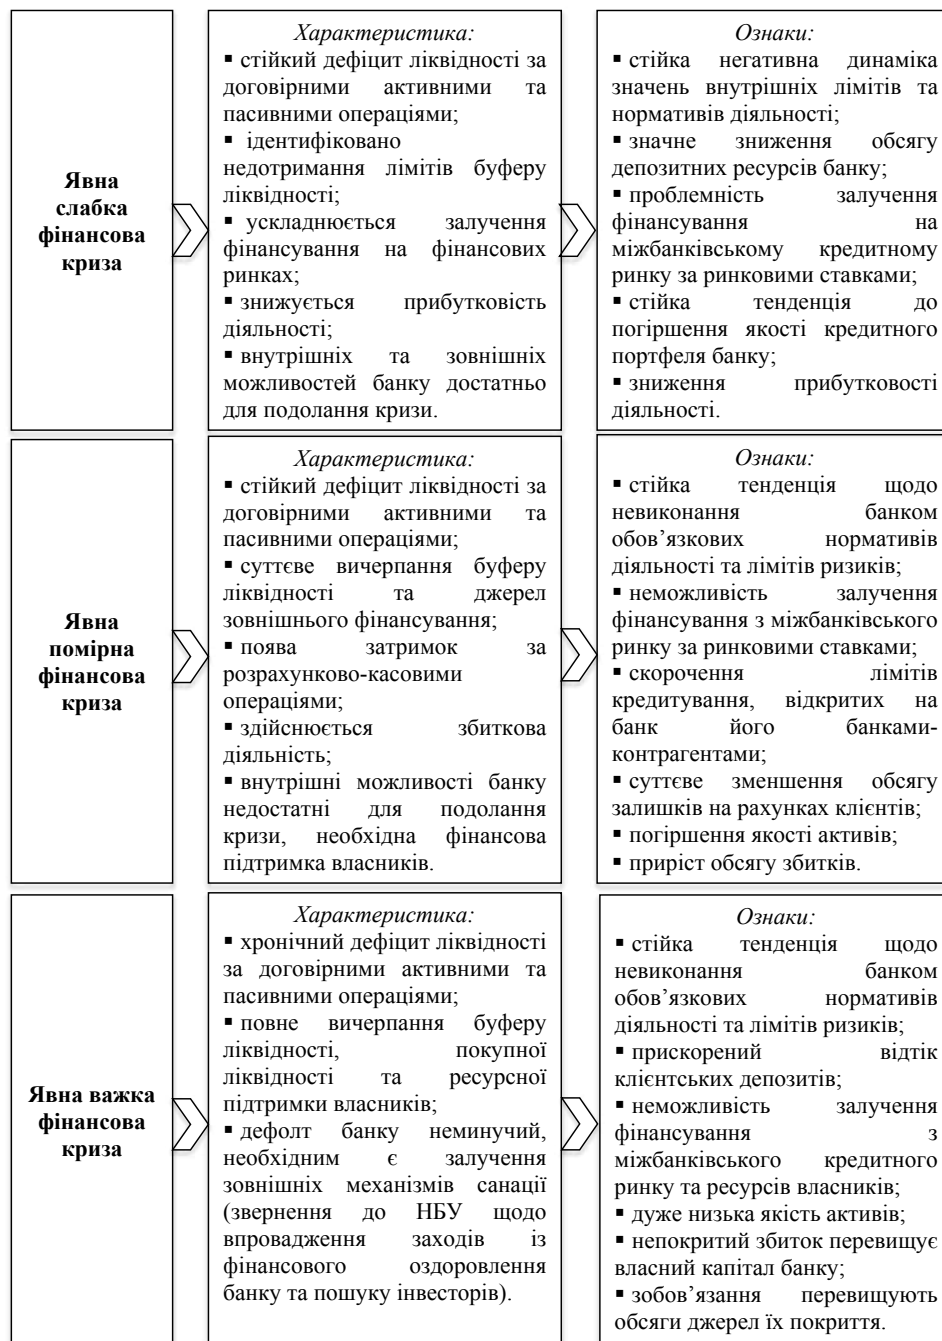 Явна
слабка
фінансова
криза
Характеристика:
▪ стійкий дефіцит ліквідності за
договірними активними та
пасивними операціями;
▪ ідентифіковано
недотримання лімітів буферу
ліквідності;
▪ ускладнюється залучення
фінансування на фінансових
ринках;
▪ знижується прибутковість
діяльності;
▪ внутрішніх та зовнішніх
можливостей банку достатньо
для подолання кризи.
Ознаки:
▪ стійка негативна динаміка
значень внутрішніх лімітів та
нормативів діяльності;
▪ значне зниження обсягу
депозитних ресурсів банку;
▪ проблемність залучення
фінансування на
міжбанківському кредитному
ринку за ринковими ставками;
▪ стійка тенденція до
погіршення якості кредитного
портфеля банку;
▪ зниження прибутковості
діяльності.
Явна
помірна
фінансова
криза
Характеристика:
▪ стійкий дефіцит ліквідності за
договірними активними та
пасивними операціями;
▪ суттєве вичерпання буферу
ліквідності та джерел
зовнішнього фінансування;
▪ поява затримок за
розрахунково-касовими
операціями;
▪ здійснюється збиткова
діяльність;
▪ внутрішні можливості банку
недостатні для подолання
кризи, необхідна фінансова
підтримка власників.
Ознаки:
▪ стійка тенденція щодо
невиконання банком
обов’язкових нормативів
діяльності та лімітів ризиків;
▪ неможливість залучення
фінансування з міжбанківського
ринку за ринковими ставками;
▪ скорочення лімітів
кредитування, відкритих на
банк його банками-
контрагентами;
▪ суттєве зменшення обсягу
залишків на рахунках клієнтів;
▪ погіршення якості активів;
▪ приріст обсягу збитків.
Явна важка
фінансова
криза
Характеристика:
▪ хронічний дефіцит ліквідності
за договірними активними та
пасивними операціями;
▪ повне вичерпання буферу
ліквідності, покупної
ліквідності та ресурсної
підтримки власників;
▪ дефолт банку неминучий,
необхідним є залучення
зовнішніх механізмів санації
(звернення до НБУ щодо
впровадження заходів із
фінансового оздоровлення
банку та пошуку інвесторів).
Ознаки:
▪ стійка тенденція щодо
невиконання банком
обов’язкових нормативів
діяльності та лімітів ризиків;
▪ прискорений відтік
клієнтських депозитів;
▪ неможливість залучення
фінансування з
міжбанківського кредитного
ринку та ресурсів власників;
▪ дуже низька якість активів;
▪ непокритий збиток перевищує
власний капітал банку;
▪ зобов’язання перевищують
обсяги джерел їх покриття.